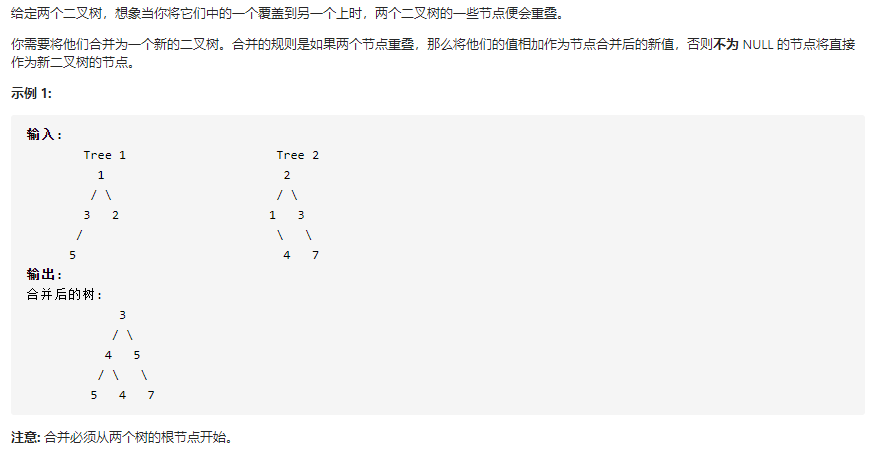 给定两个二叉树，想象当你将它们中的一个覆盖到另一个上时，两个二叉树的一些节点便会重叠。
你需要将他们合并为一个新的二叉树。合并的规则是如果两个节点重叠，那么将他们的值相加作为节点合并后的新值，否则不为 NULL 的节点将直接
作为新二叉树的节点。
示例 1:
输入:
Tree 1                     Tree 2
1                         2
/ \                       / \
3   2                     1   3
/                           \   \
5                             4   7
输出:
合并后的树:
3
/ \
4   5
/ \   \
5   4   7
注意: 合并必须从两个树的根节点开始。